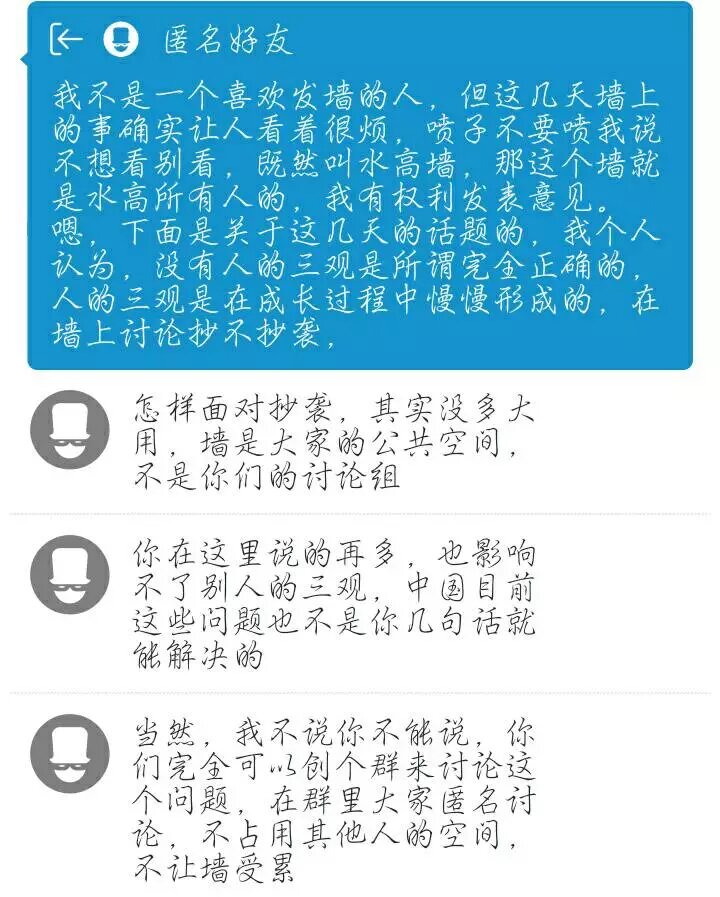 匿名好友
我不是一个喜欢发墙的人，但这几天墙上
的事确实让人看着很烦，喷子不要喷我说
不想看别看，既然叫水高墙，那这个墙就
是水高所有人的，我有权利发表意见。
嗯，下面是关于这几天的话题的，我个人
认为，没有人的三观是所谓完全正确的，
人的三观是在成长过程中慢慢形成的，在
墙上讨论抄不抄袭，
怎样面对抄袭，其实没多大
用，墙是大家的公共空间，
不是你们的讨论组
你在这里说的再多，也影响
不了别人的三观，中国目前
这些问题也不是你几句话就
能解决的
当然，我不说你不能说，你
们完全可以创个群来讨论这
个问题，在群里大家匿名讨
论，不占用其他人的空间，
不让墙受累